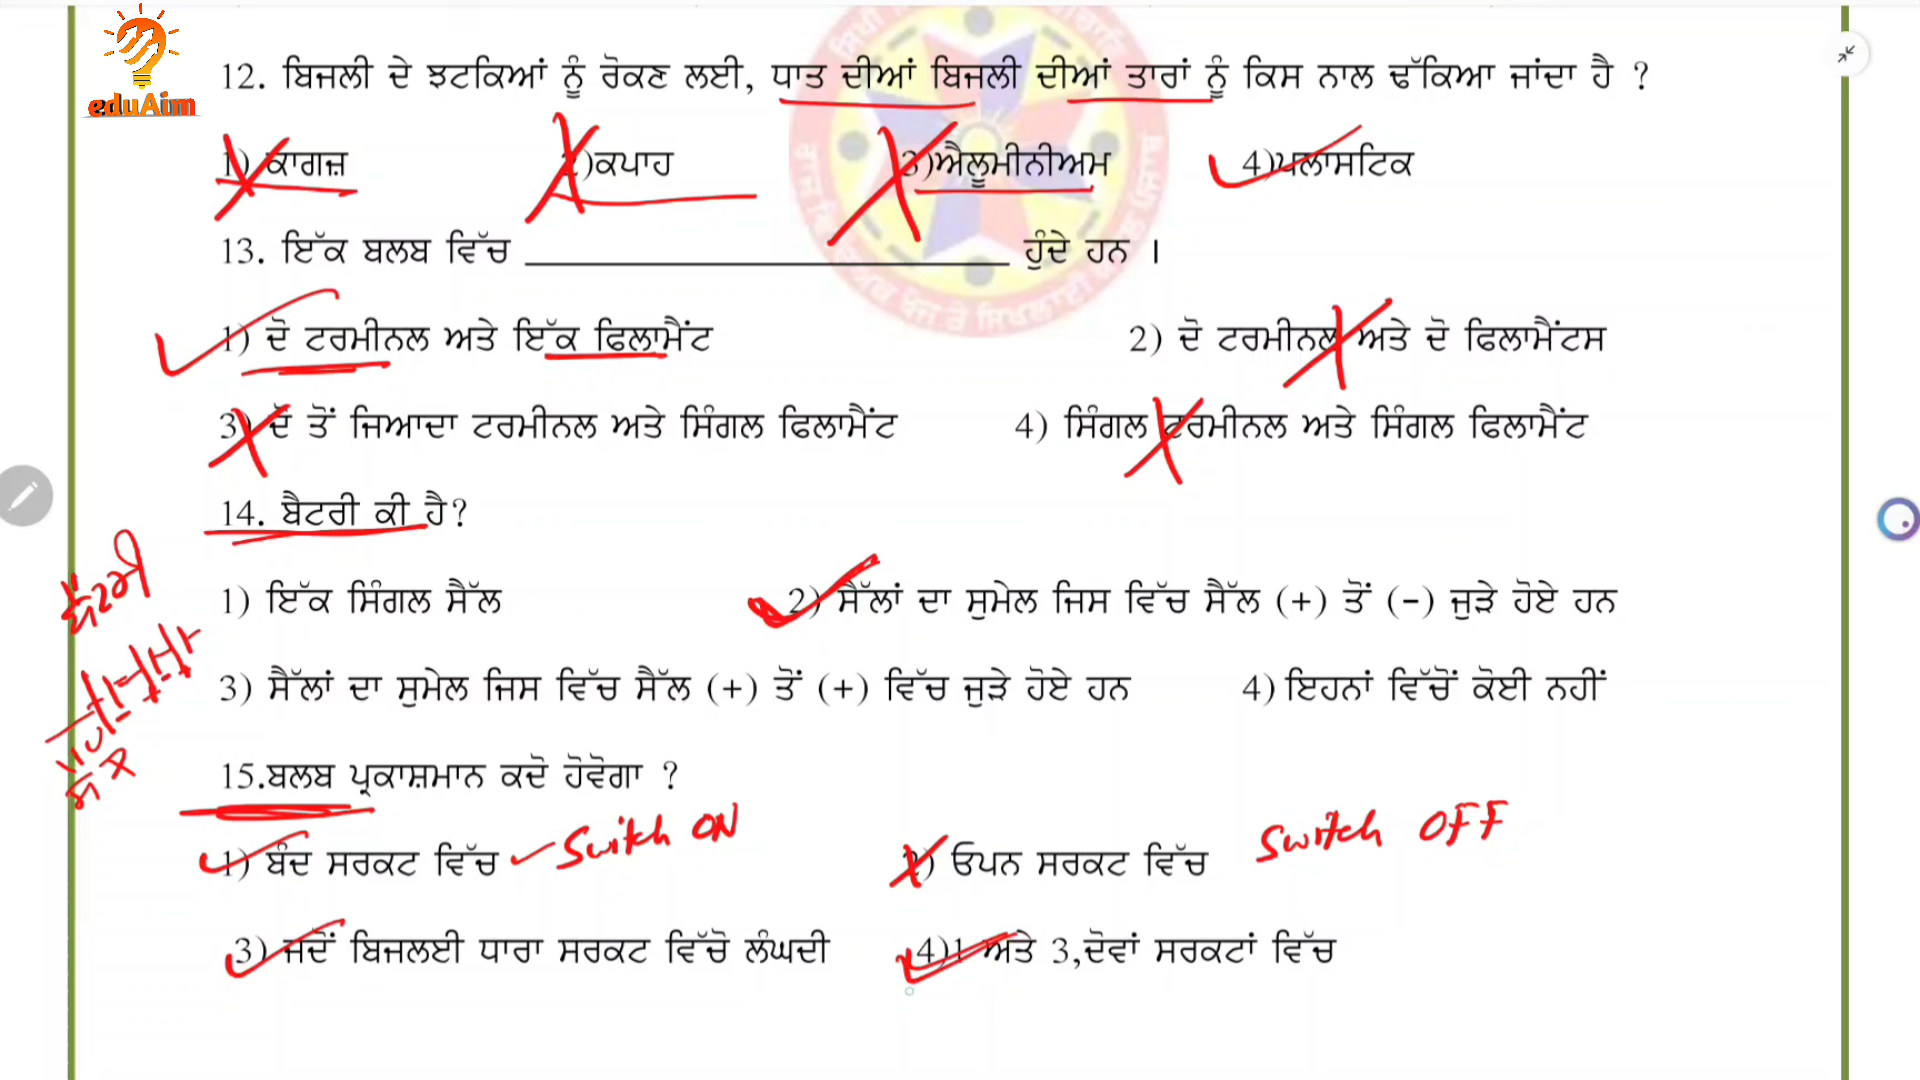 eduAim
12. ਬਿਜਲੀ ਦੇ ਝਟਕਿਆਂ ਨੂੰ ਰੋਕਣ ਲਈ, ਧਾਤ ਦੀਆਂ ਬਿਜਲੀ ਦੀਆਂ ਤਾਰਾਂ ਨੂੰ ਕਿਸ ਨਾਲ ਢੱਕਿਆ ਜਾਂਦਾ ਹੈ ?
1) ਕਾਗਜ਼ 2)ਕਪਾਹ 3)ਐਲੂਮੀਨੀਅਮ 4)ਪਲਾਸਟਿਕ
13. ਇੱਕ ਬਲਬ ਵਿੱਚ ______________ ਹੁੰਦੇ ਹਨ ।
1) ਦੋ ਟਰਮੀਨਲ ਅਤੇ ਇੱਕ ਫਿਲਾਮੈਂਟ 2) ਦੋ ਟਰਮੀਨਲ ਅਤੇ ਦੋ ਫਿਲਾਮੈਂਟਸ
3) ਦੋ ਤੋਂ ਜਿਆਦਾ ਟਰਮੀਨਲ ਅਤੇ ਸਿੰਗਲ ਫਿਲਾਮੈਂਟ 4) ਸਿੰਗਲ ਟਰਮੀਨਲ ਅਤੇ ਸਿੰਗਲ ਫਿਲਾਮੈਂਟ
14. ਬੈਟਰੀ ਕੀ ਹੈ?
1) ਇੱਕ ਸਿੰਗਲ ਸੈੱਲ 2) ਸੈੱਲਾਂ ਦਾ ਸੁਮੇਲ ਜਿਸ ਵਿੱਚ ਸੈੱਲ (+) ਤੋਂ (-) ਜੁੜੇ ਹੋਏ ਹਨ
3) ਸੈੱਲਾਂ ਦਾ ਸੁਮੇਲ ਜਿਸ ਵਿੱਚ ਸੈੱਲ (+) ਤੋਂ (+) ਵਿੱਚ ਜੁੜੇ ਹੋਏ ਹਨ 4) ਇਹਨਾਂ ਵਿੱਚੋਂ ਕੋਈ ਨਹੀਂ
15.ਬਲਬ ਪ੍ਰਕਾਸ਼ਮਾਨ ਕਦੋ ਹੋਵੇਗਾ ?
1) ਬੰਦ ਸਰਕਟ ਵਿੱਚ Switch ON 2) ਓਪਨ ਸਰਕਟ ਵਿੱਚ Switch OFF
3) ਜਦੋਂ ਬਿਜਲਈ ਧਾਰਾ ਸਰਕਟ ਵਿੱਚੋ ਲੰਘਦੀ 4)1 ਅਤੇ 3,ਦੋਵਾਂ ਸਰਕਟਾਂ ਵਿੱਚ